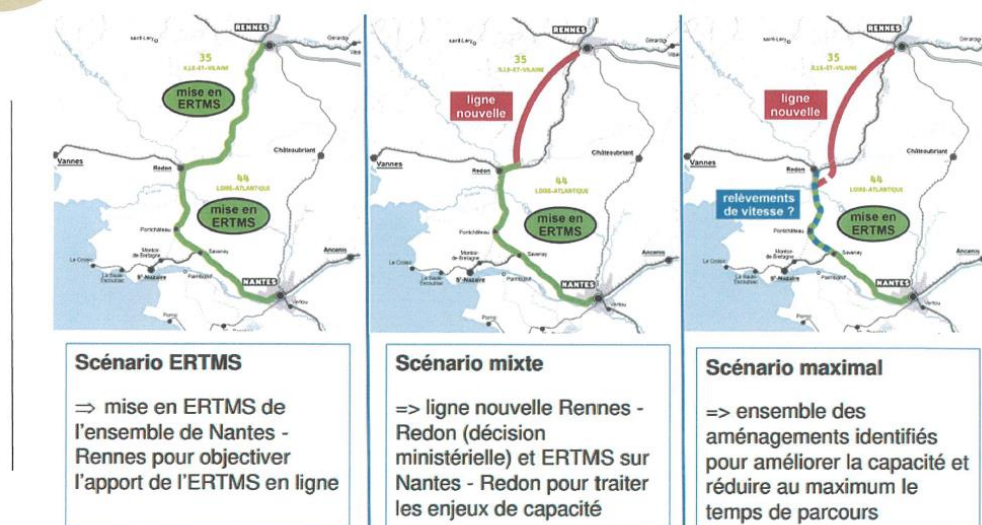 RENNES
35
ILLE-ET-VILAINE
mise en
ERTMS
Châteaubriant
Vannes
Redon
44
LOIRE-ATLANTIQUE
mise en
ERTMS
Pontchâteau
Savenay
Ancenis
St-Nazaire
NANTES
Vertou
Scénario ERTMS
⇒ mise en ERTMS de
l'ensemble de Nantes -
Rennes pour objectiver
l'apport de l'ERTMS en ligne
RENNES
35
ILLE-ET-VILAINE
ligne
nouvelle
Châteaubriant
Vannes
Redon
44
LOIRE-ATLANTIQUE
mise en
ERTMS
Pontchâteau
Savenay
Ancenis
St-Nazaire
NANTES
Vertou
Scénario mixte
=> ligne nouvelle Rennes -
Redon (décision
ministérielle) et ERTMS sur
Nantes - Redon pour traiter
les enjeux de capacité
RENNES
35
ILLE-ET-VILAINE
ligne
nouvelle
Châteaubriant
Vannes
Redon
44
LOIRE-ATLANTIQUE
relèvements
de vitesse ?
mise en
ERTMS
Pontchâteau
Savenay
Ancenis
St-Nazaire
NANTES
Vertou
Scénario maximal
=> ensemble des
aménagements identifiés
pour améliorer la capacité et
réduire au maximum le
temps de parcours